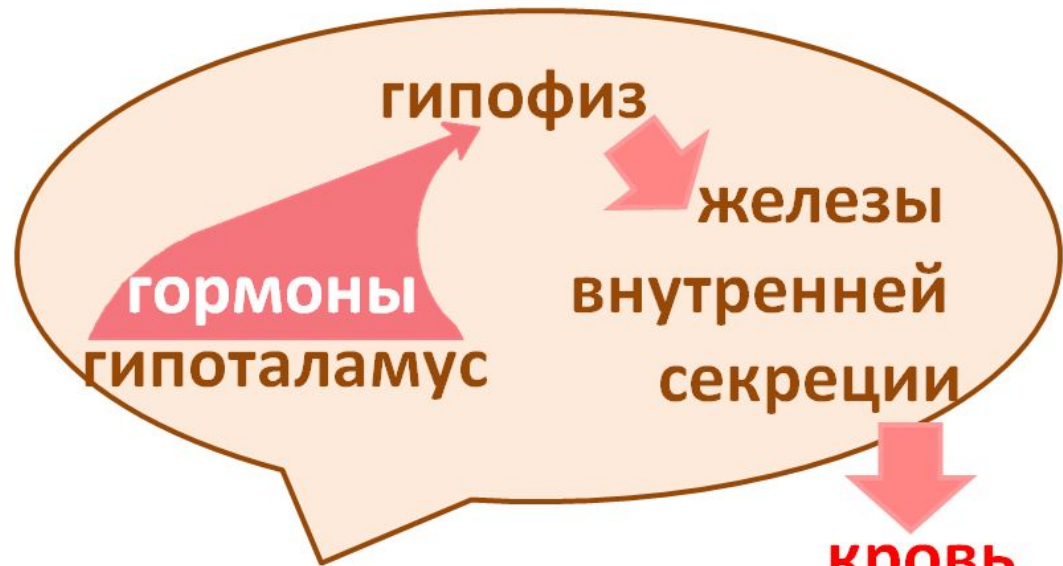 гипофиз
железы
гормоны
внутренней
гипоталамус
секреции
кровь